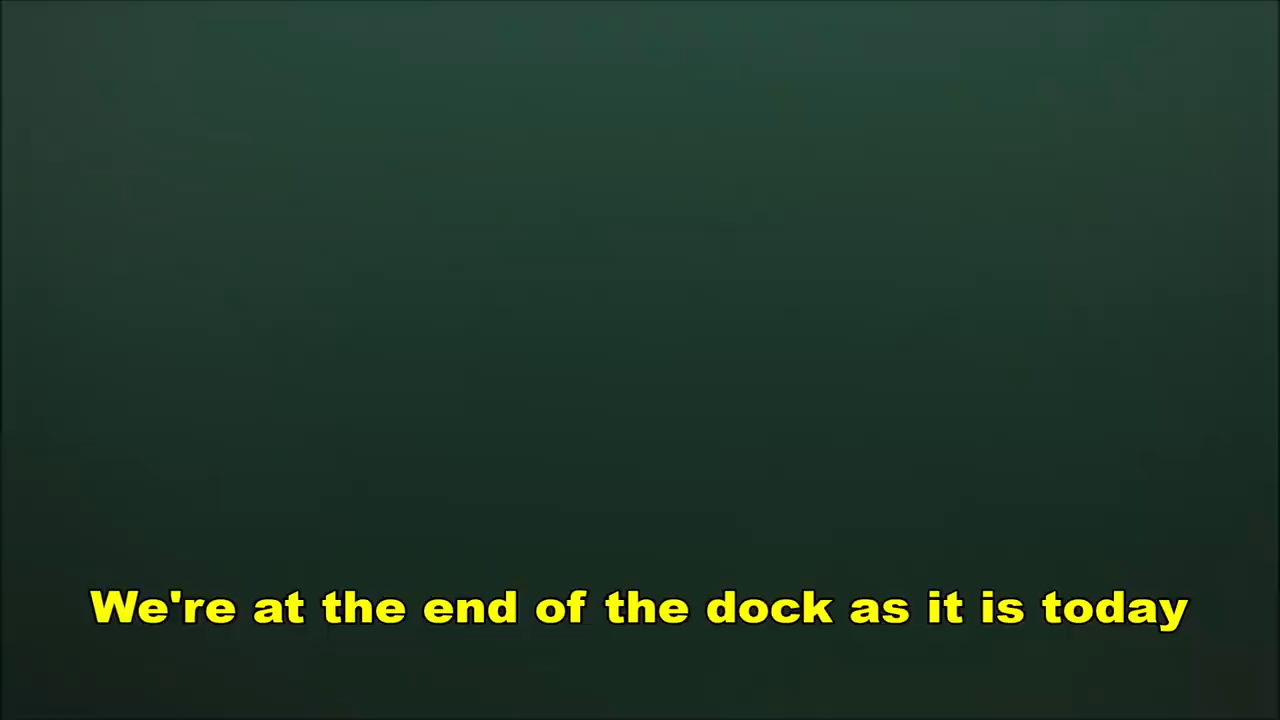 We're at the end of the dock as it is today